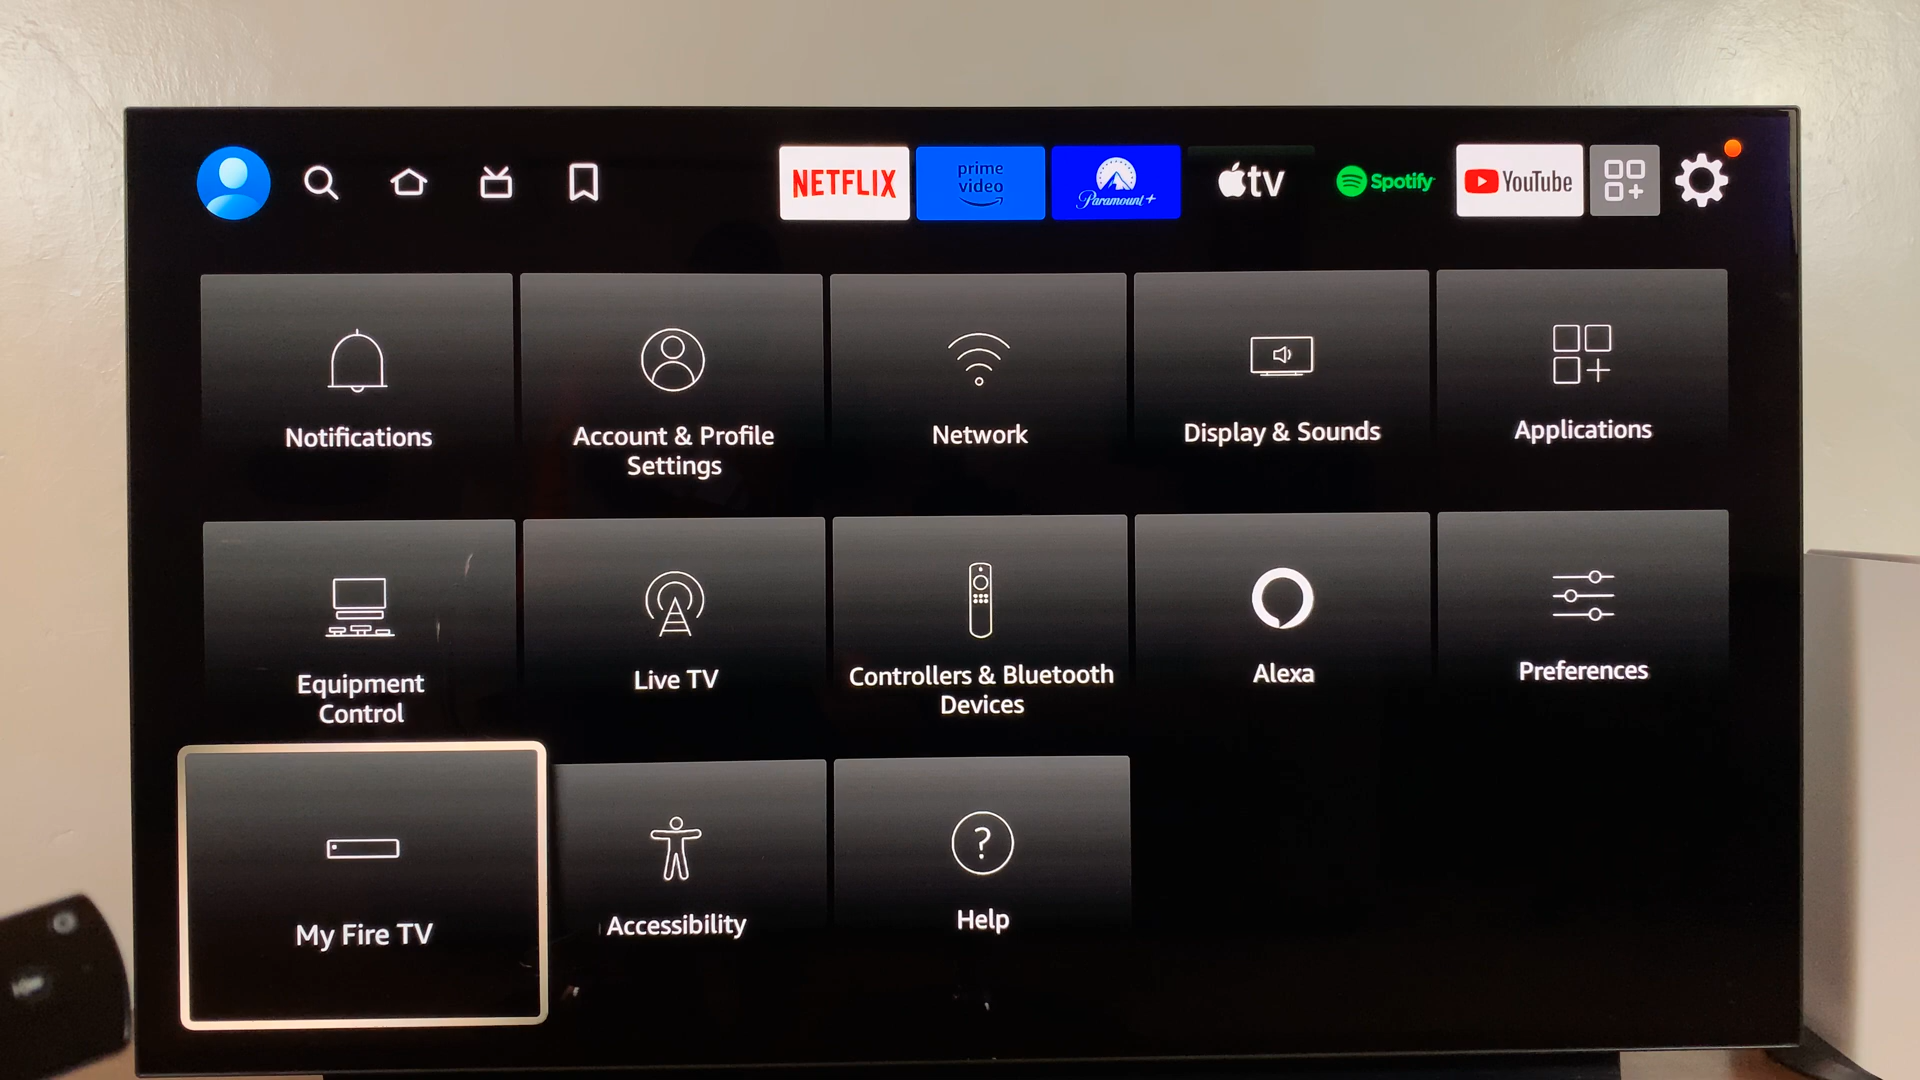 NETFLIX
prime
video
Paramount+
tv
Spotify
YouTube
Notifications
Account & Profile
Settings
Network
Display & Sounds
Applications
Equipment
Control
Live TV
Controllers & Bluetooth
Devices
Alexa
Preferences
My Fire TV
Accessibility
?
Help